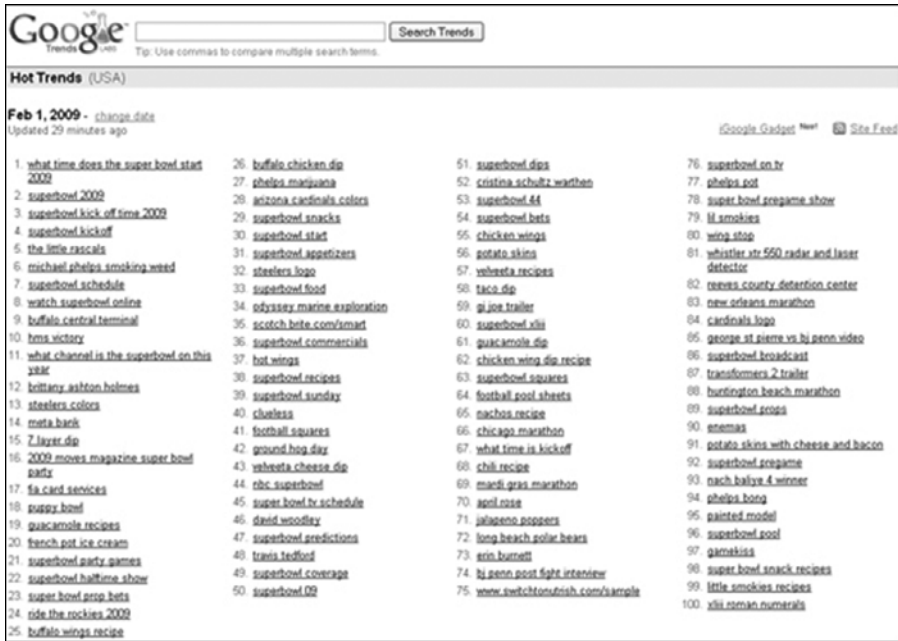 Google
Trends LABS
Search Trends
Tip: Use commas to compare multiple search terms.
Hot Trends (USA)
Feb 1, 2009 - change date
Updated 29 minutes ago
iGoogle Gadget New! Site Feed
1. what time does the super bowl start
2009
2. superbowl 2009
3. superbowl kick off time 2009
4. superbowl kickoff
5. the little rascals
6. michael phelps smoking weed
7. superbowl schedule
8. watch superbowl online
9. buffalo central terminal
10. hms victory
11. what channel is the superbowl on this
year
12. brittany ashton holmes
13. steelers colors
14. meta bank
15. 7 layer dip
16. 2009 moves magazine super bowl
party
17. fia card services
18. puppy bowl
19. guacamole recipes
20. french pot ice cream
21. superbowl party games
22. superbowl halftime show
23. super bowl prop bets
24. ride the rockies 2009
25. buffalo wings recipe
26. buffalo chicken dip
27. phelps marijuana
28. arizona cardinals colors
29. superbowl snacks
30. superbowl start
31. superbowl appetizers
32. steelers logo
33. superbowl food
34. odyssey marine exploration
35. scotch brite.com/smart
36. superbowl commercials
37. hot wings
38. superbowl recipes
39. superbowl sunday
40. clueless
41. football squares
42. ground hog day
43. velveeta cheese dip
44. nbc superbowl
45. super bowl tv schedule
46. david woodley
47. superbowl predictions
48. travis tedford
49. superbowl coverage
50. superbowl 09
51. superbowl dips
52. cristina schultz warthen
53. superbowl 44
54. superbowl bets
55. chicken wings
56. potato skins
57. velveeta recipes
58. taco dip
59. gi joe trailer
60. superbowl xliii
61. guacamole dip
62. chicken wing dip recipe
63. superbowl squares
64. football pool sheets
65. nachos recipe
66. chicago marathon
67. what time is kickoff
68. chili recipe
69. mardi gras marathon
70. april rose
71. jalapeno poppers
72. long beach polar bears
73. erin burnett
74. bj penn post fight interview
75. www.switchtonutrish.com/sample
76. superbowl on tv
77. phelps pot
78. super bowl pregame show
79. lil smokies
80. wing stop
81. whistler xtr 550 radar and laser
detector
82. reeves county detention center
83. new orleans marathon
84. cardinals logo
85. george st pierre vs bj penn video
86. superbowl broadcast
87. transformers 2 trailer
88. huntington beach marathon
89. superbowl props
90. enemas
91. potato skins with cheese and bacon
92. superbowl pregame
93. nach baliye 4 winner
94. phelps bong
95. painted model
96. superbowl pool
97. gamekiss
98. super bowl snack recipes
99. little smokies recipes
100. xliii roman numerals